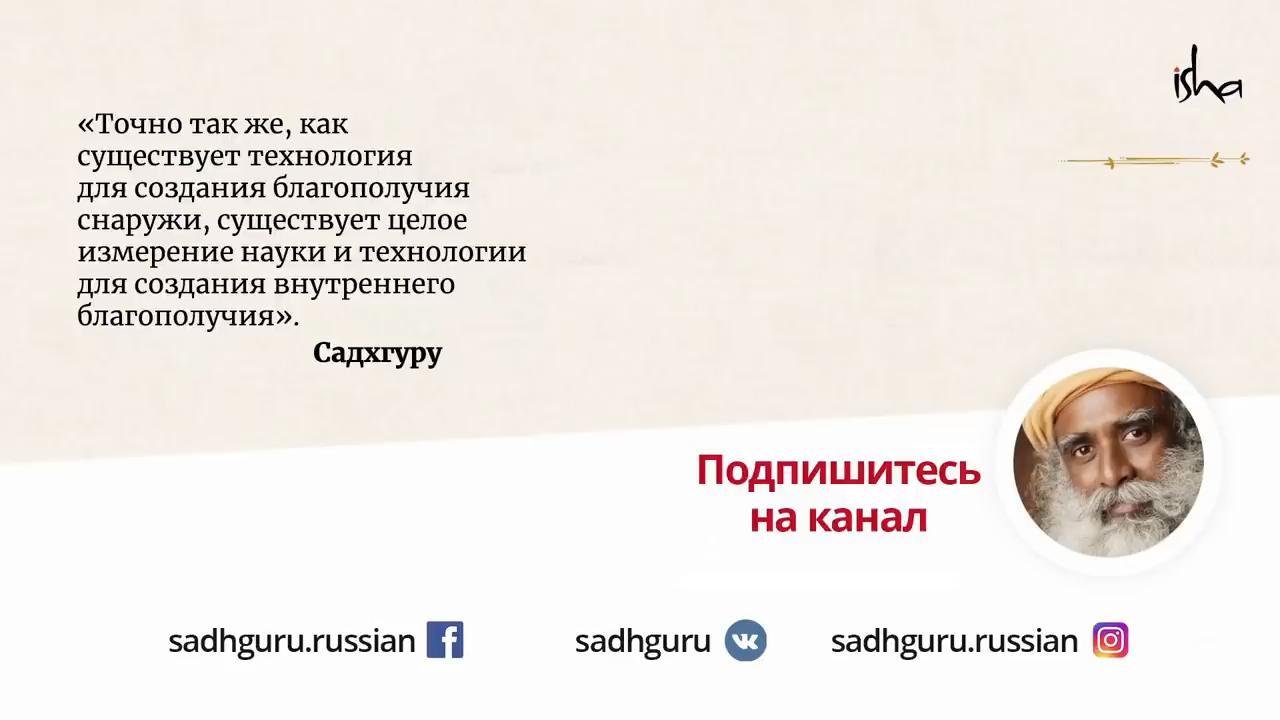 isha
«Точно так же, как
существует технология
для создания благополучия
снаружи, существует целое
измерение науки и технологии
для создания внутреннего
благополучия».
Садхгуру
Подпишитесь
на канал
sadhguru.russian
sadhguru
sadhguru.russian